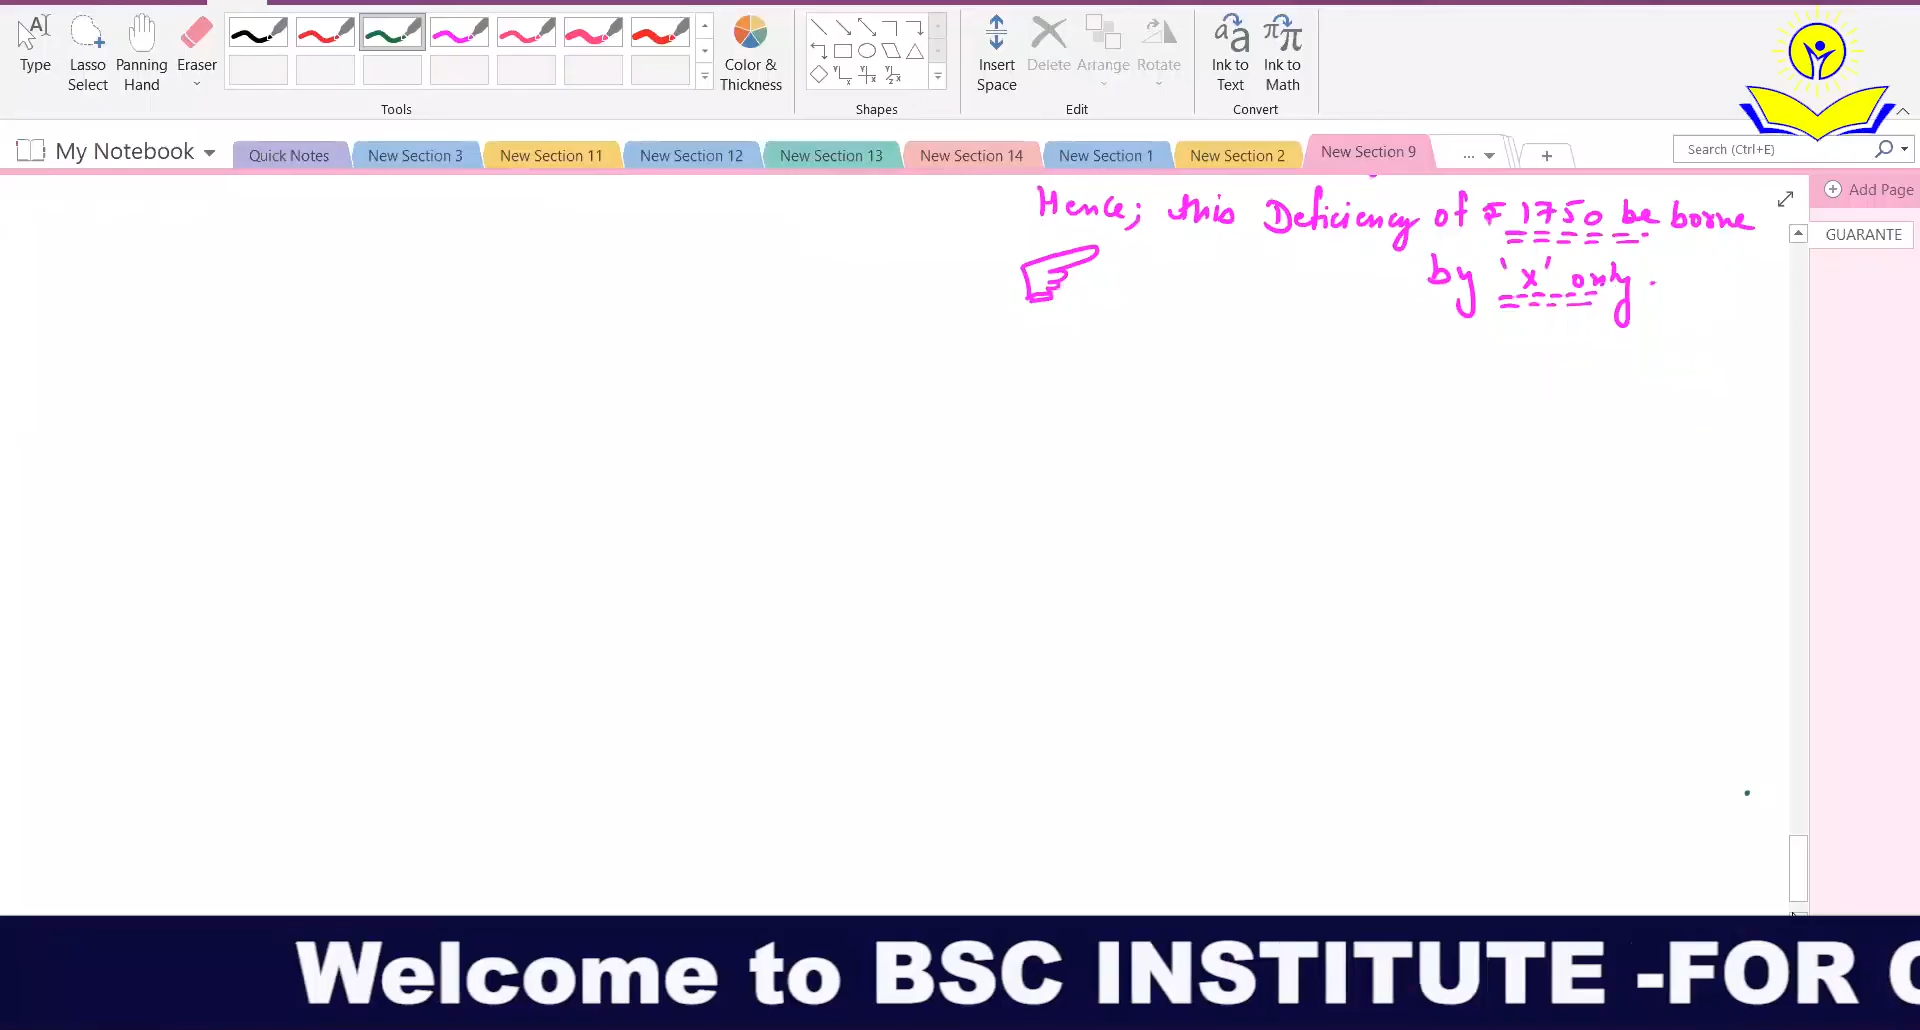 Type
Lasso Select
Panning Hand
Eraser
Color & Thickness
Insert Space
Delete
Arrange
Rotate
Ink to Text
Ink to Math
Tools
Shapes
Edit
Convert
My Notebook
Quick Notes
New Section 3
New Section 11
New Section 12
New Section 13
New Section 14
New Section 1
New Section 2
New Section 9
...
Search (Ctrl+E)
Add Page
GUARANTE
Hence; this Deficiency of ₹ 1750 be borne
by 'x' only.
Welcome to BSC INSTITUTE -FOR C